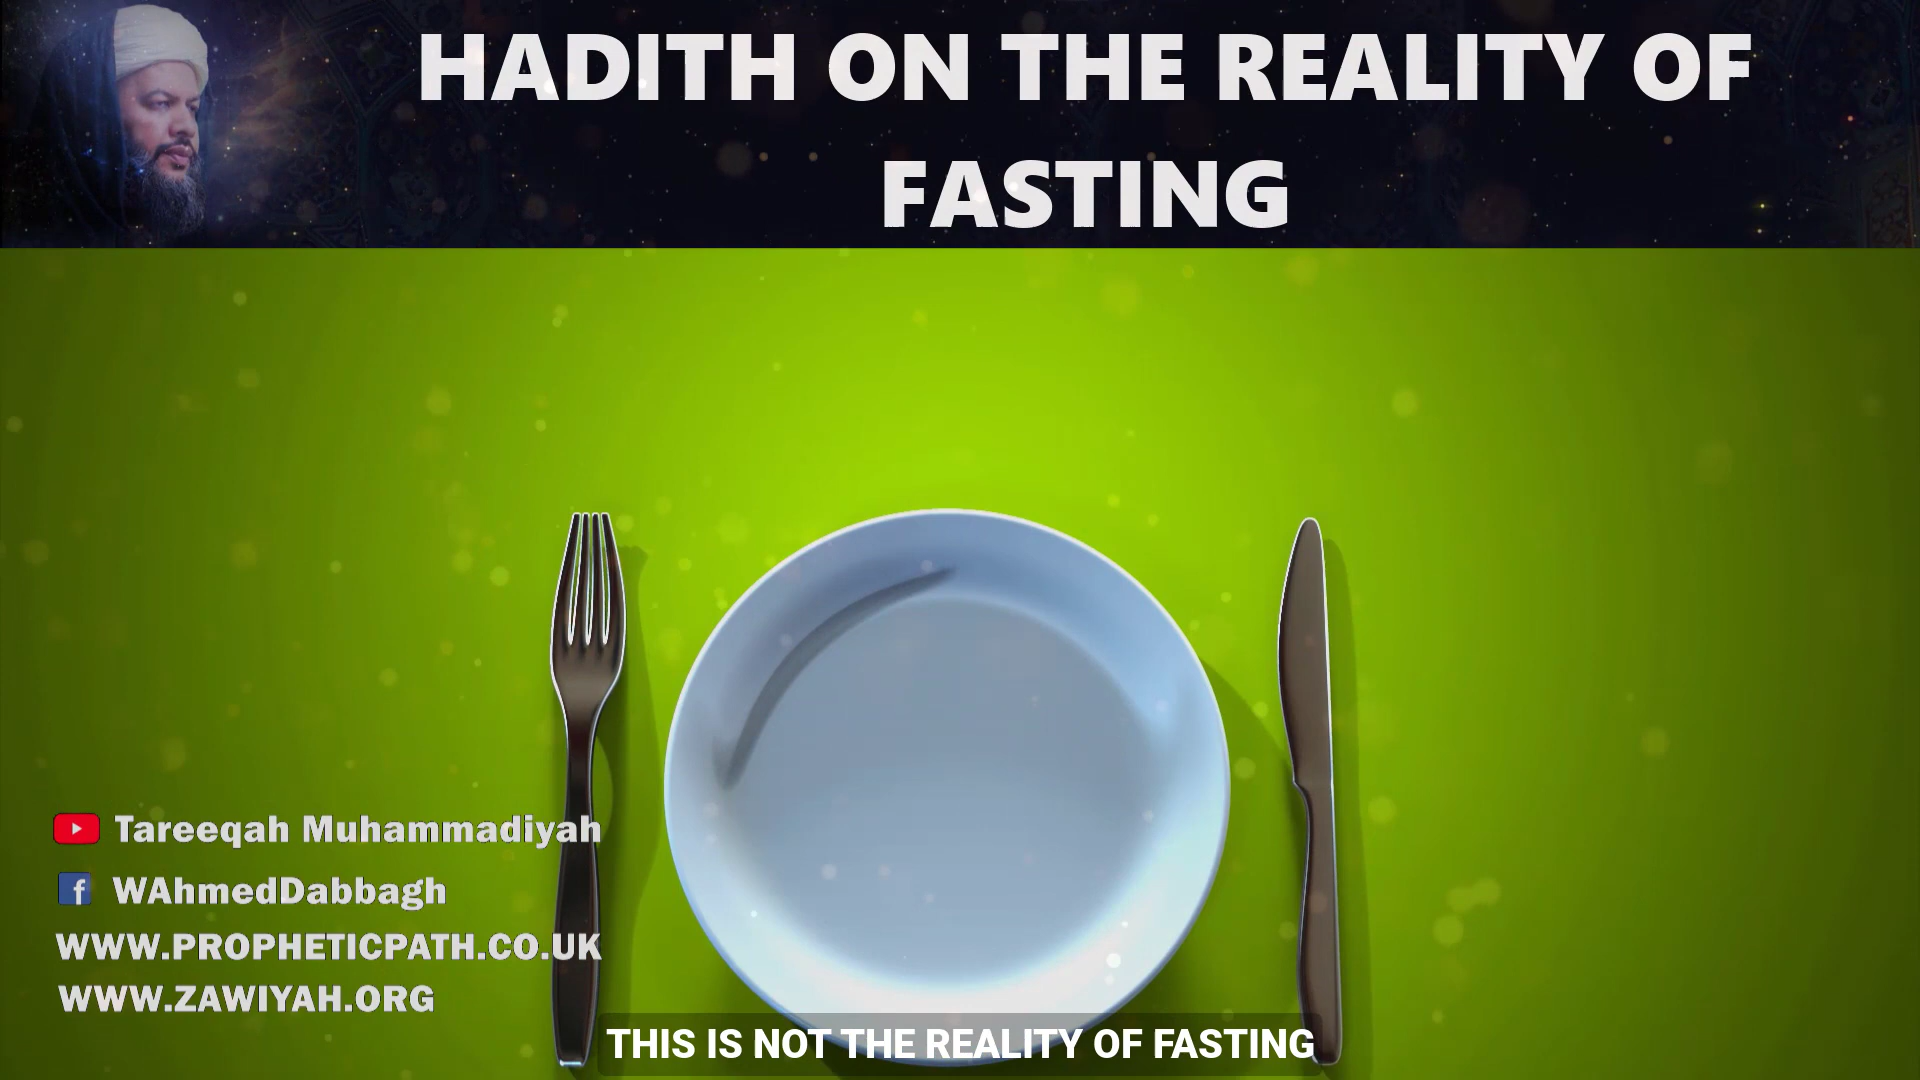 HADITH ON THE REALITY OF
FASTING
Tareeqah Muhammadiyah
WAhmedDabbagh
WWW.PROPHETICPATH.CO.UK
WWW.ZAWIYAH.ORG
THIS IS NOT THE REALITY OF FASTING